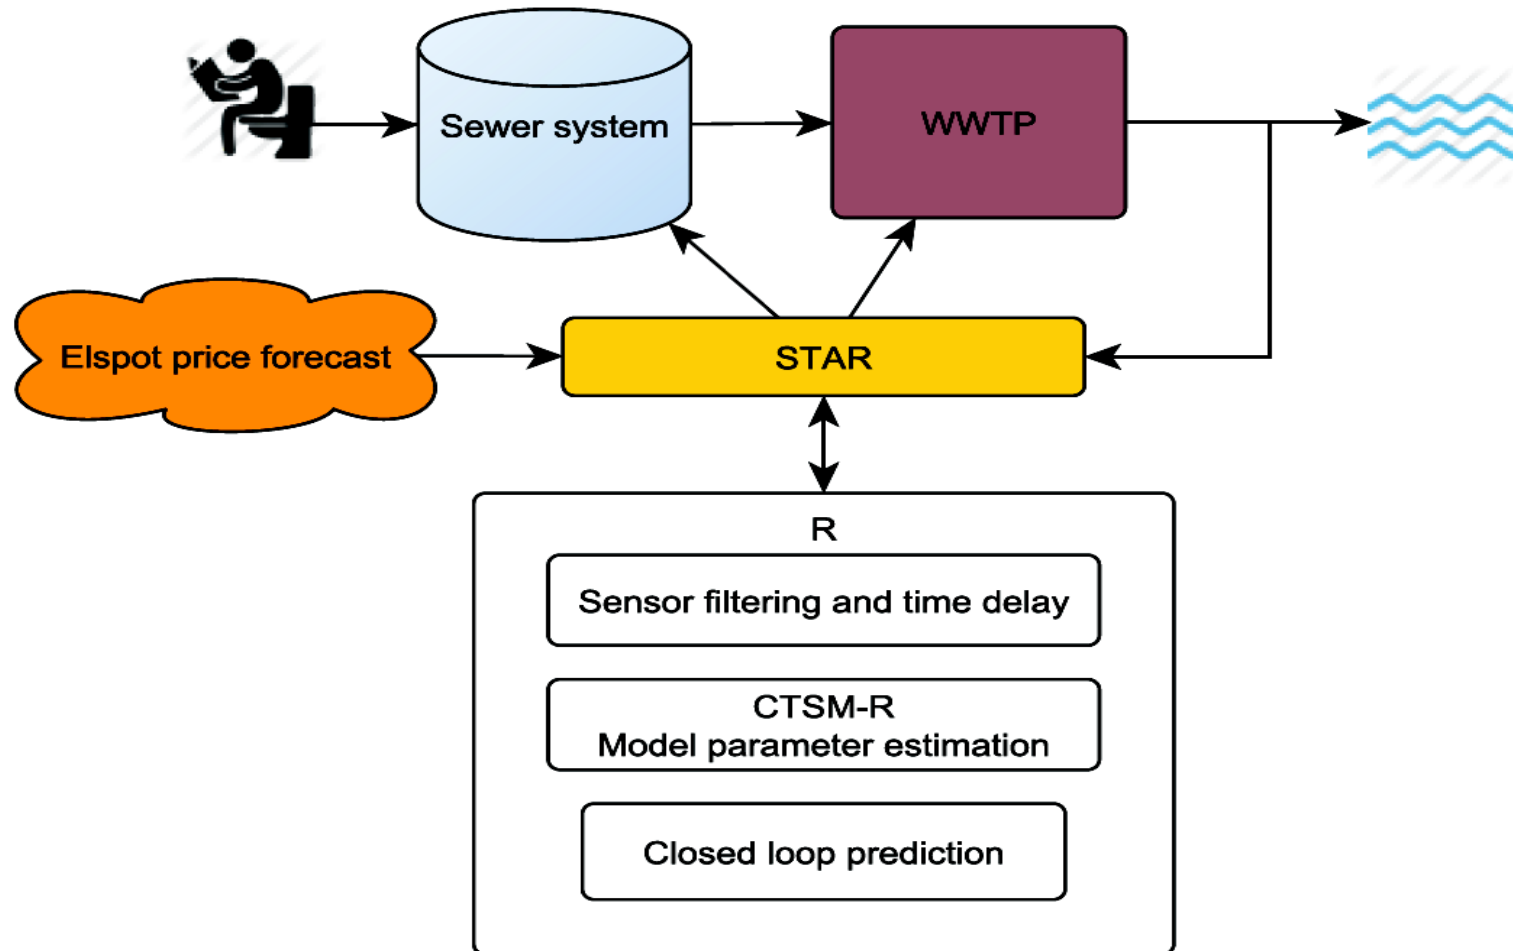 Sewer system
WWTP
Elspot price forecast
STAR
R
Sensor filtering and time delay
CTSM-R
Model parameter estimation
Closed loop prediction